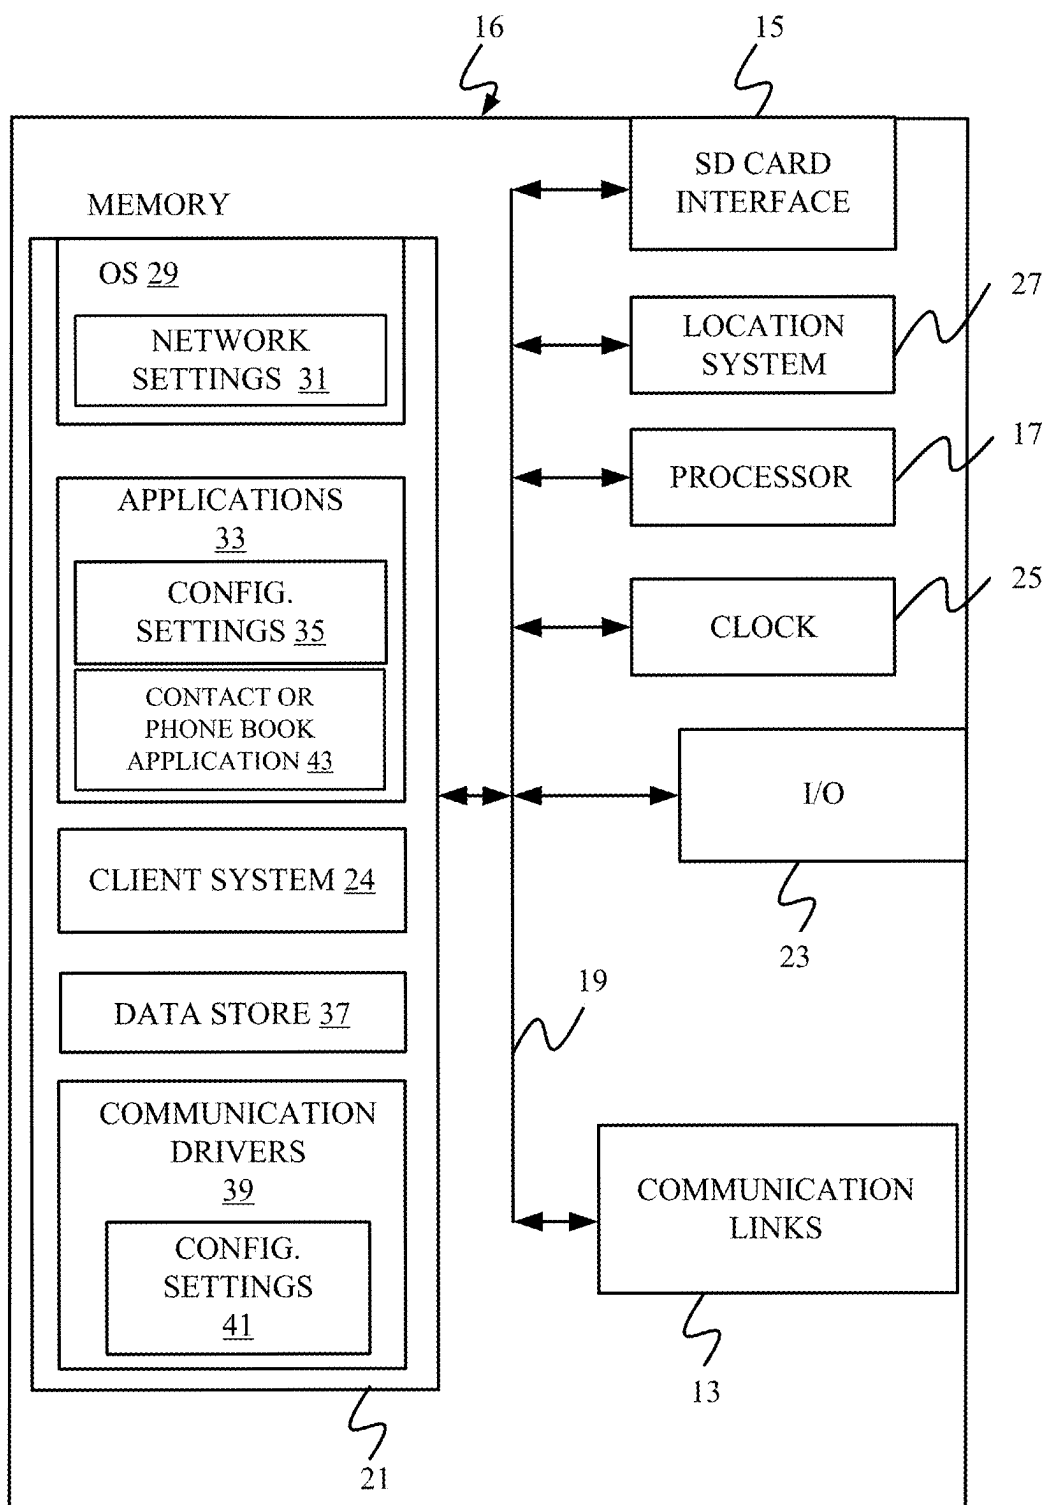 16
15
SD CARD
INTERFACE
MEMORY
OS 29
NETWORK
SETTINGS 31
APPLICATIONS
33
CONFIG.
SETTINGS 35
CONTACT OR
PHONE BOOK
APPLICATION 43
CLIENT SYSTEM 24
DATA STORE 37
COMMUNICATION
DRIVERS
39
CONFIG.
SETTINGS
41
21
LOCATION
SYSTEM
27
PROCESSOR
17
CLOCK
25
I/O
23
19
COMMUNICATION
LINKS
13